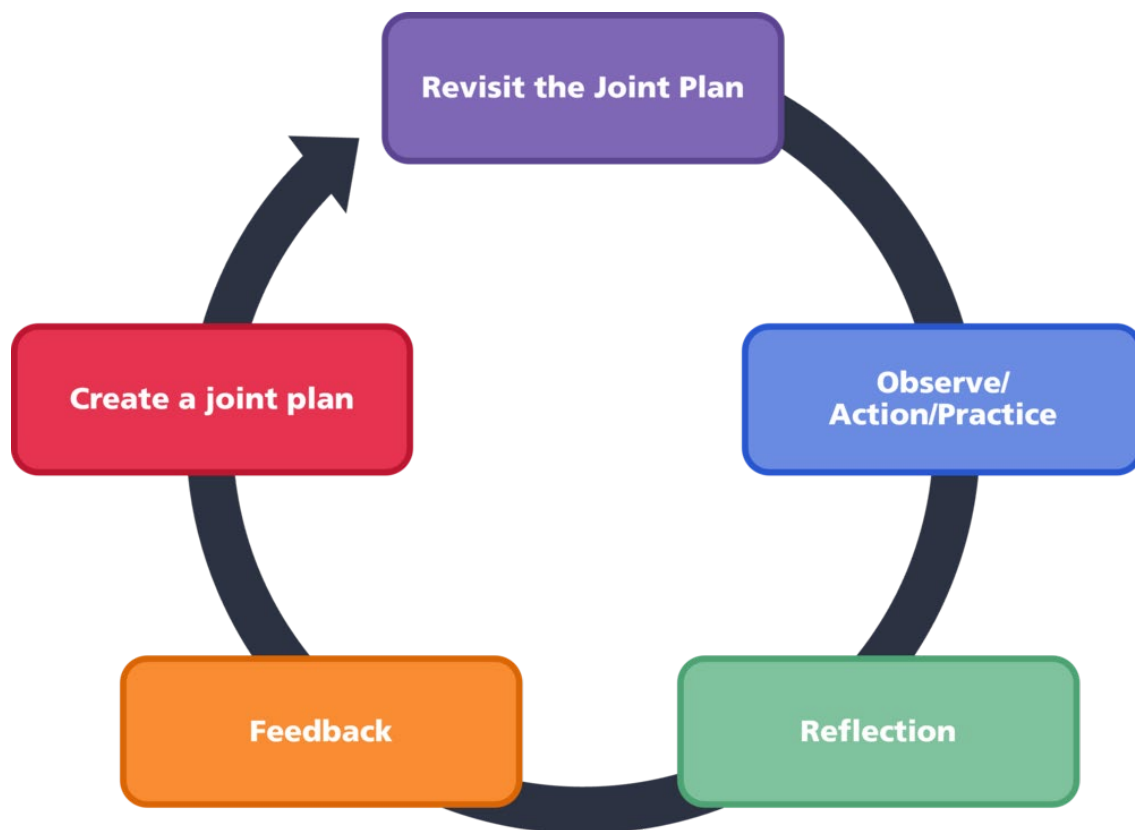 Revisit the Joint Plan
Observe/
Action/Practice
Reflection
Feedback
Create a joint plan